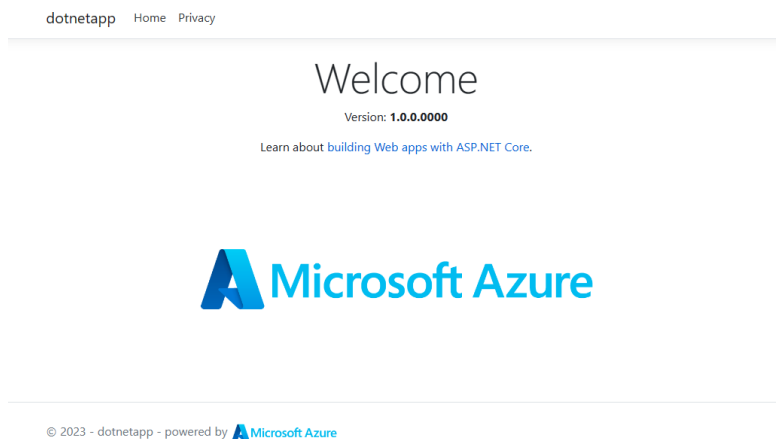 dotnetapp Home Privacy
Welcome
Version: 1.0.0.0000
Learn about building Web apps with ASP.NET Core.
Microsoft Azure
© 2023 - dotnetapp - powered by Microsoft Azure